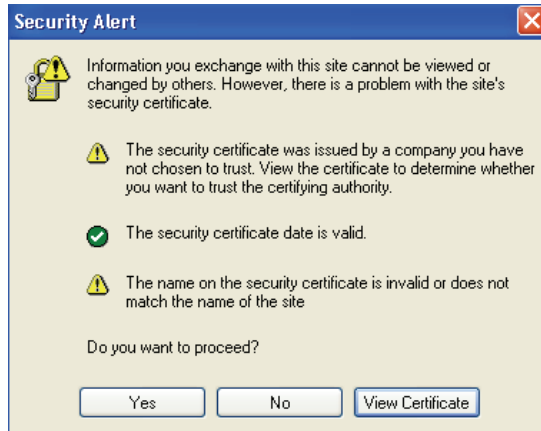 Security Alert
Information you exchange with this site cannot be viewed or
changed by others. However, there is a problem with the site's
security certificate.
The security certificate was issued by a company you have
not chosen to trust. View the certificate to determine whether
you want to trust the certifying authority.
The security certificate date is valid.
The name on the security certificate is invalid or does not
match the name of the site
Do you want to proceed?
Yes
No
View Certificate